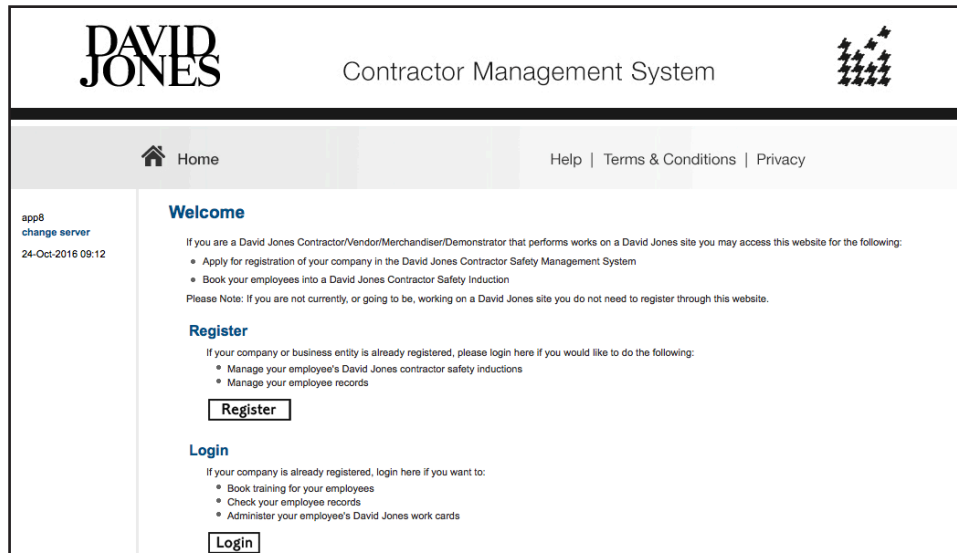 DAVID
JONES
Contractor Management System
Home
Help | Terms & Conditions | Privacy
app8
change server
24-Oct-2016 09:12
Welcome
If you are a David Jones Contractor/Vendor/Merchandiser/Demonstrator that performs works on a David Jones site you may access this website for the following:
• Apply for registration of your company in the David Jones Contractor Safety Management System
• Book your employees into a David Jones Contractor Safety Induction
Please Note: If you are not currently, or going to be, working on a David Jones site you do not need to register through this website.
Register
If your company or business entity is already registered, please login here if you would like to do the following:
• Manage your employee's David Jones contractor safety inductions
• Manage your employee records
Register
Login
If your company is already registered, login here if you want to:
• Book training for your employees
• Check your employee records
• Administer your employee's David Jones work cards
Login